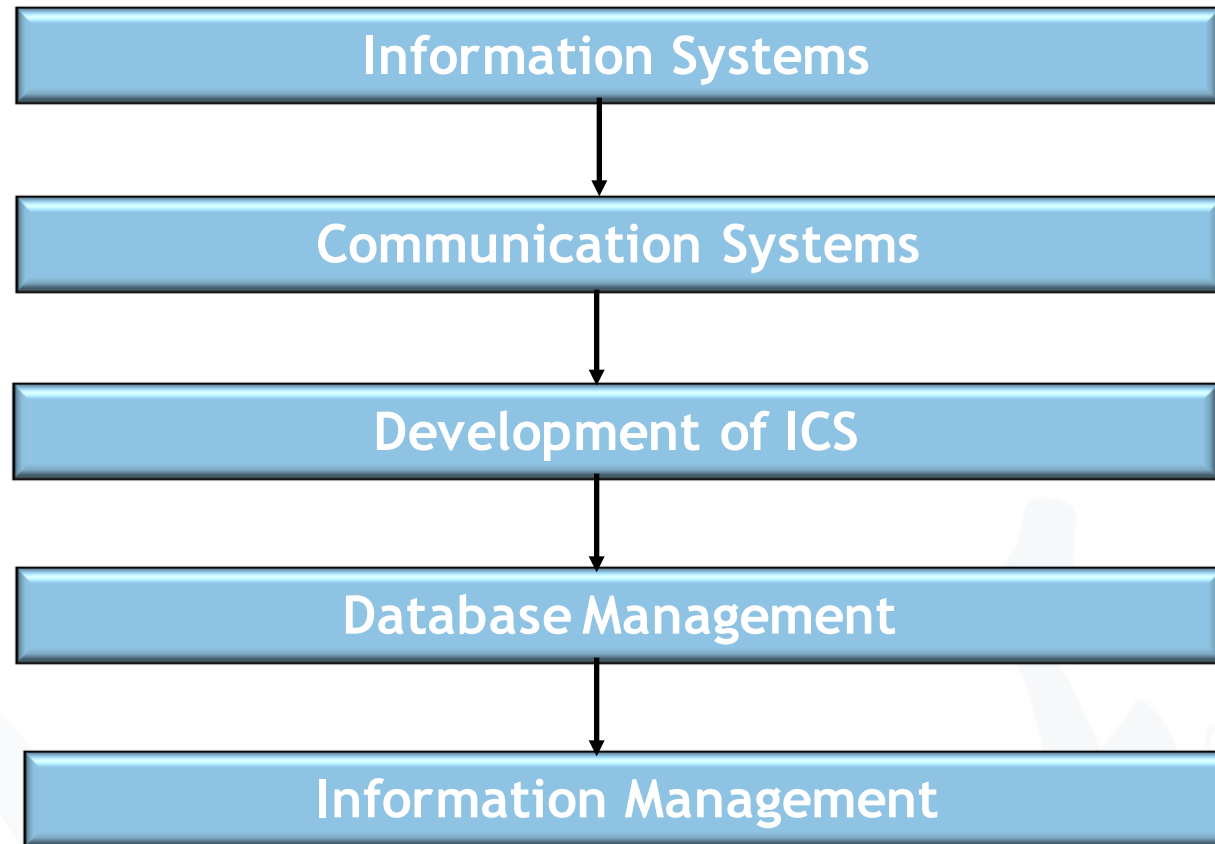 Information Systems
Communication Systems
Development of ICS
Database Management
Information Management